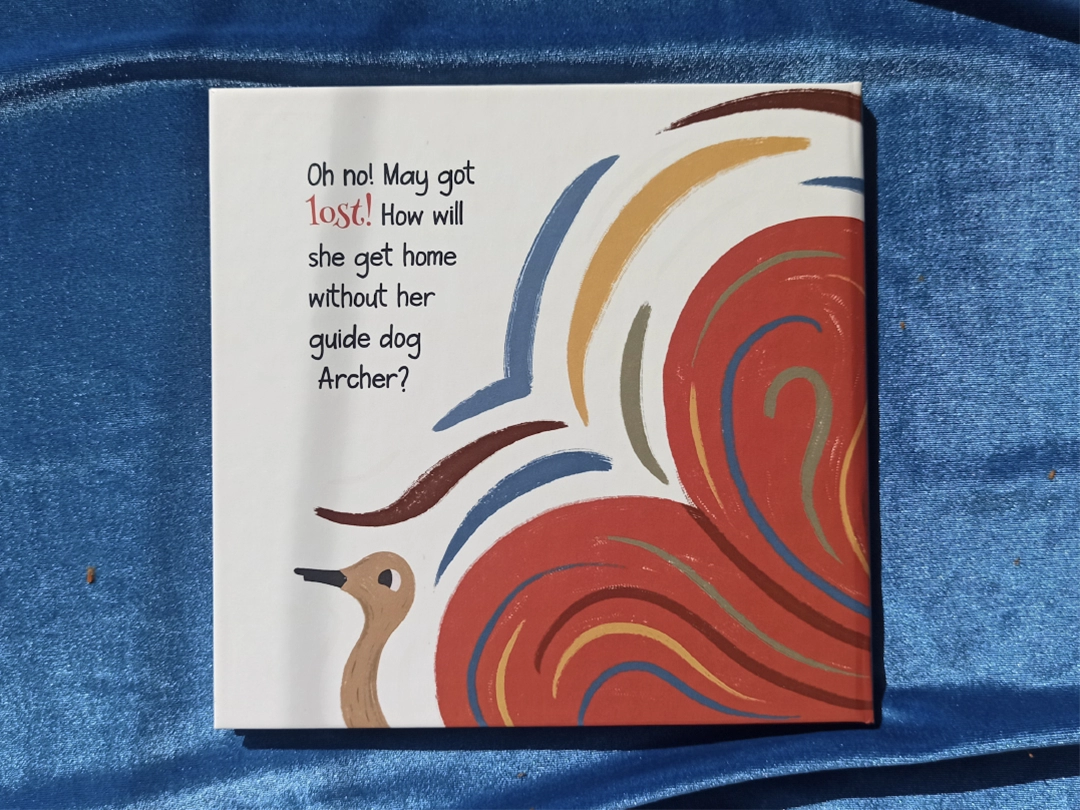 Oh no! May got
lost! How will
she get home
without her
guide dog
Archer?